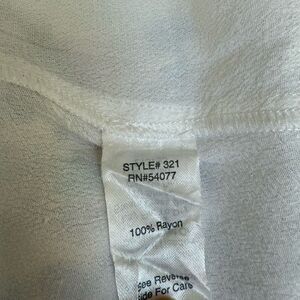 STYLE# 321
RN#54077
100% Rayon
See Reverse
Side For Care